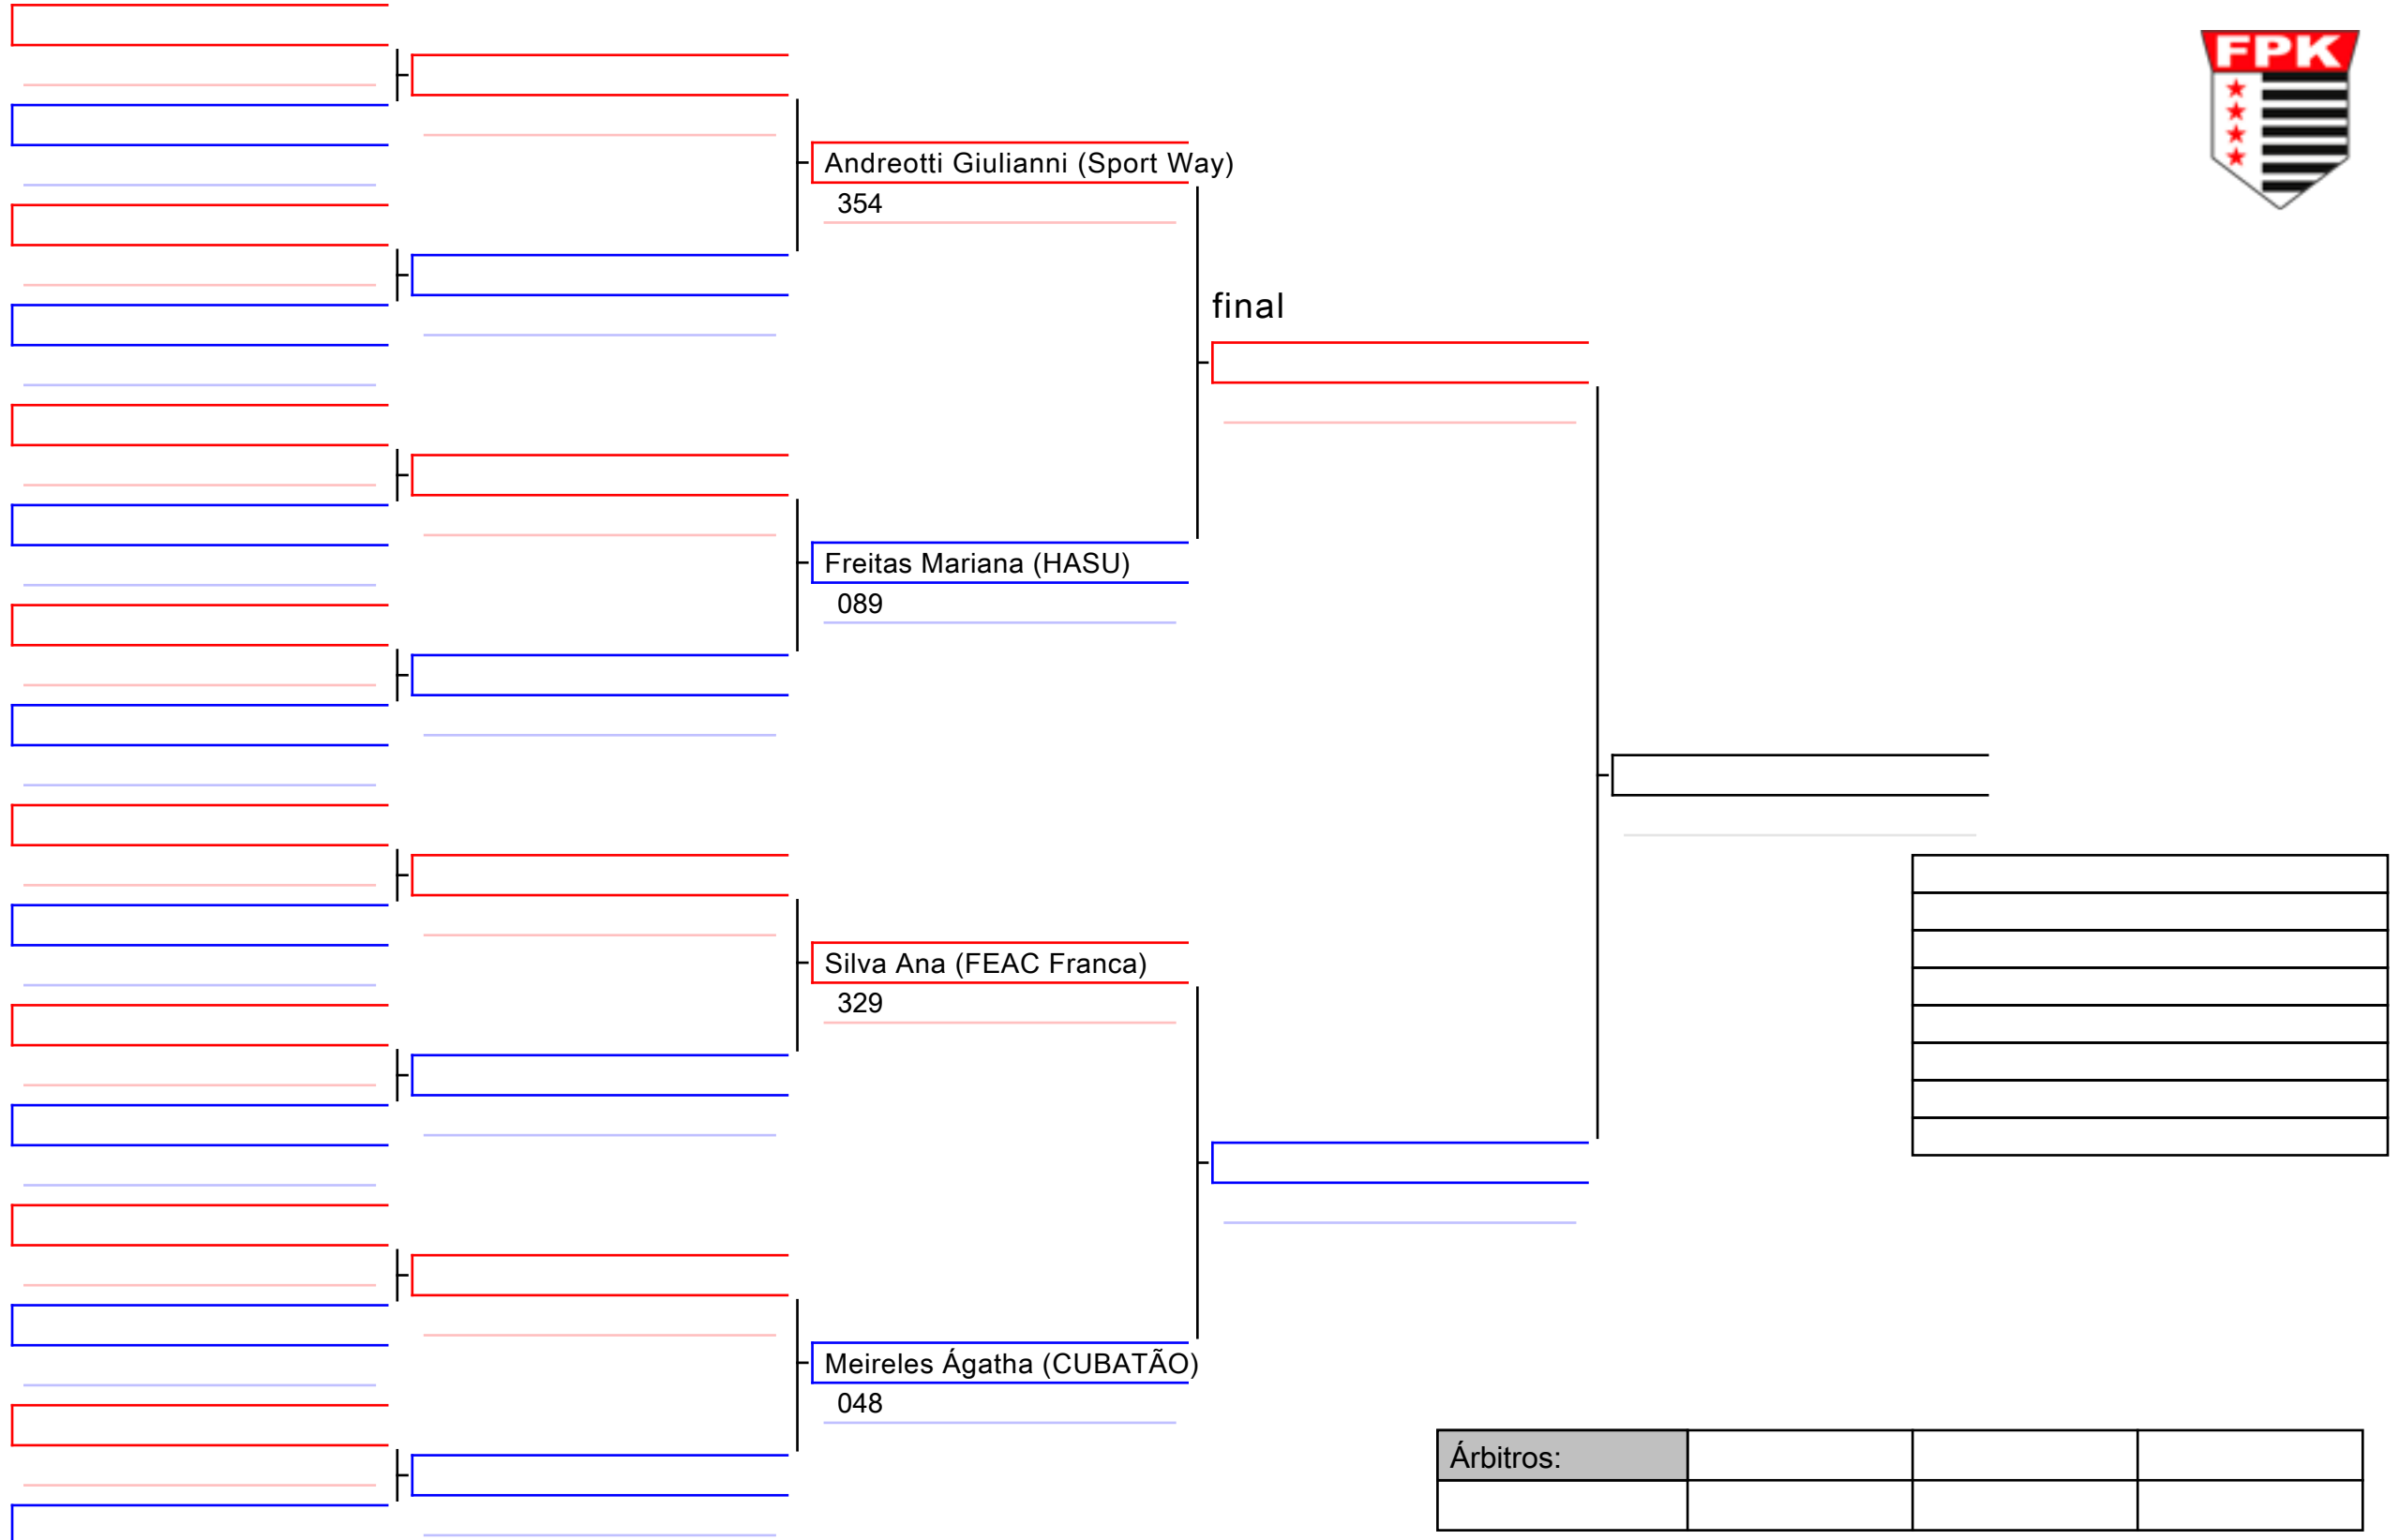 FPK
Andreotti Giulianni (Sport Way)
354
final
Freitas Mariana (HASU)
089
Silva Ana (FEAC Franca)
329
Meireles Ágatha (CUBATÃO)
048
Árbitros: